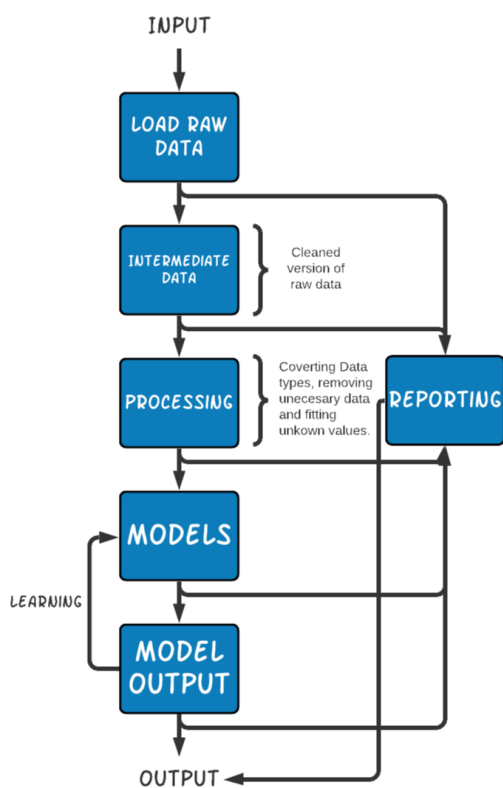 INPUT
LOAD RAW
DATA
INTERMEDIATE
DATA
Cleaned
version of
raw data
PROCESSING
Coverting Data
types, removing
unecesary data
and fitting
unkown values.
REPORTING
MODELS
LEARNING
MODEL
OUTPUT
OUTPUT